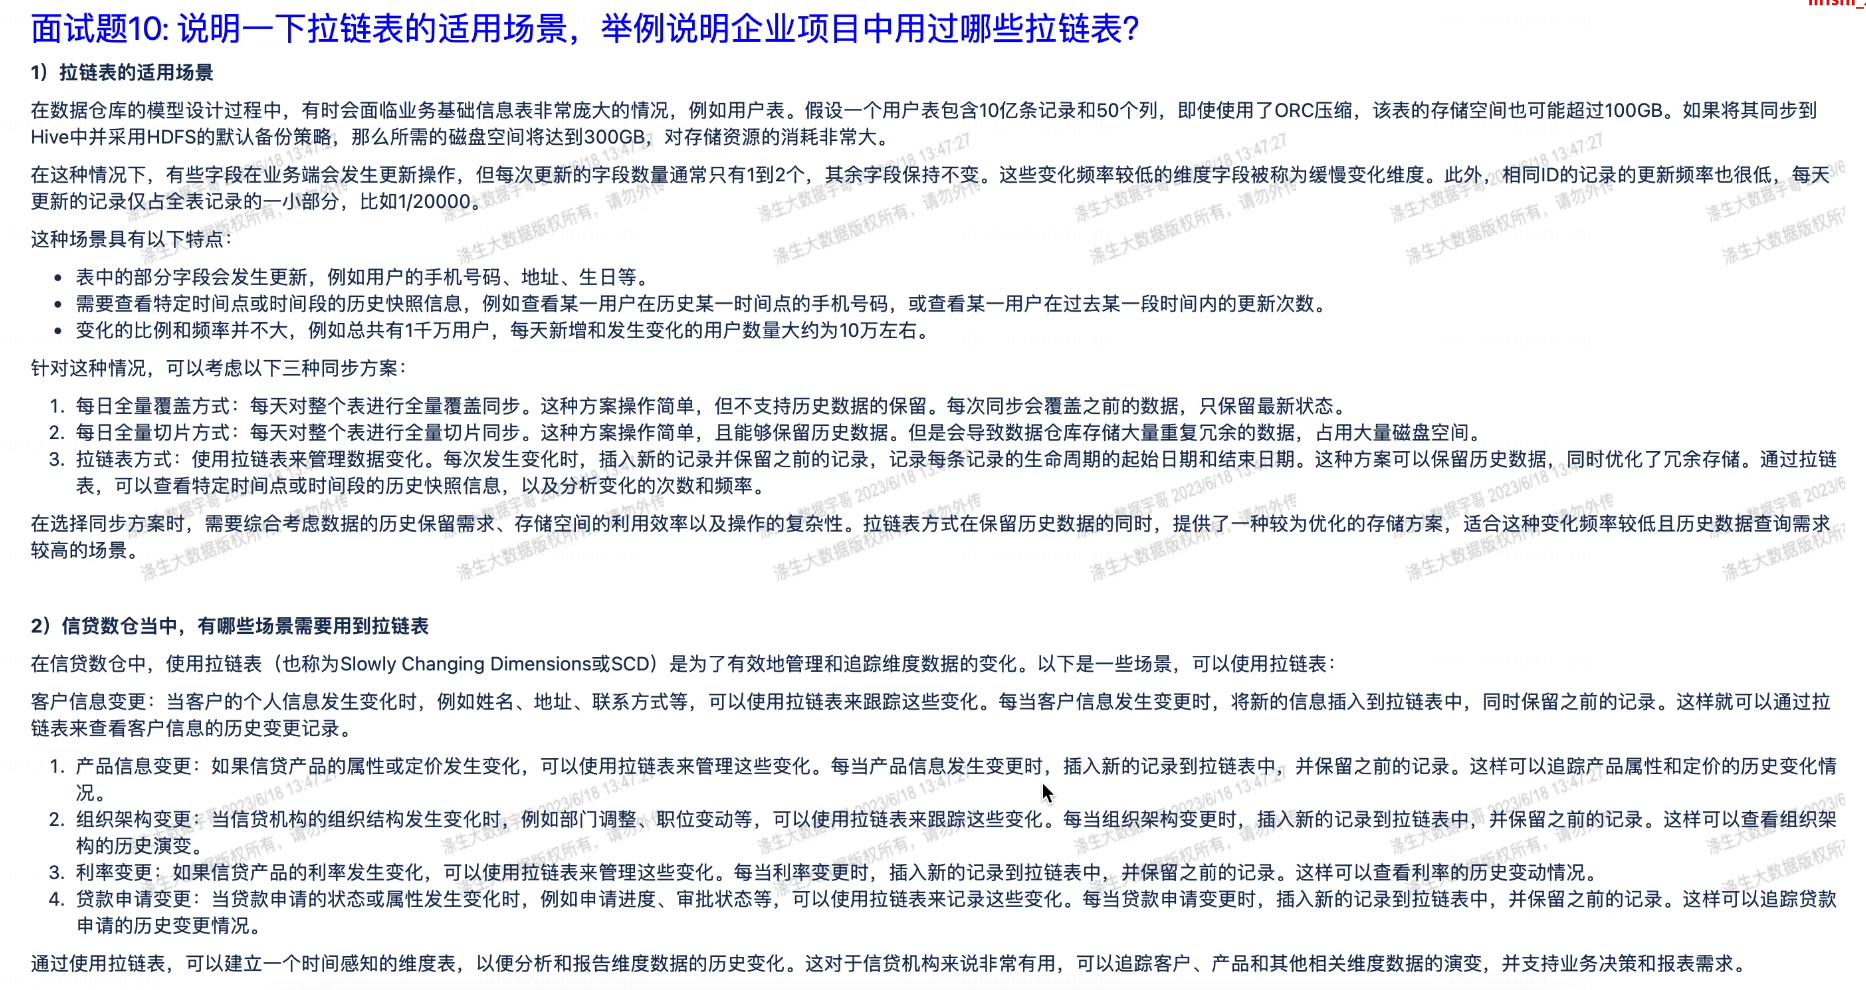 面试题10: 说明一下拉链表的适用场景，举例说明企业项目中用过哪些拉链表?
1）拉链表的适用场景
在数据仓库的模型设计过程中，有时会面临业务基础信息表非常庞大的情况，例如用户表。假设一个用户表包含10亿条记录和50个列，即使使用了ORC压缩，该表的存储空间也可能超过100GB。如果将其同步到
Hive中并采用HDFS的默认备份策略，那么所需的磁盘空间将达到300GB，对存储资源的消耗非常大。
在这种情况下，有些字段在业务端会发生更新操作，但每次更新的字段数量通常只有1到2个，其余字段保持不变。这些变化频率较低的维度字段被称为缓慢变化维度。此外，相同ID的记录的更新频率也很低，每天
更新的记录仅占全表记录的一小部分，比如1/20000。
这种场景具有以下特点：
• 表中的部分字段会发生更新，例如用户的手机号码、地址、生日等。
• 需要查看特定时间点或时间段的历史快照信息，例如查看某一用户在历史某一时间点的手机号码，或查看某一用户在过去某一段时间内的更新次数。
• 变化的比例和频率并不大，例如总共有1千万用户，每天新增和发生变化的用户数量大约为10万左右。
针对这种情况，可以考虑以下三种同步方案：
1. 每日全量覆盖方式：每天对整个表进行全量覆盖同步。这种方案操作简单，但不支持历史数据的保留。每次同步会覆盖之前的数据，只保留最新状态。
2. 每日全量切片方式：每天对整个表进行全量切片同步。这种方案操作简单，且能够保留历史数据。但是会导致数据仓库存储大量重复冗余的数据，占用大量磁盘空间。
3. 拉链表方式：使用拉链表来管理数据变化。每次发生变化时，插入新的记录并保留之前的记录，记录每条记录的生命周期的起始日期和结束日期。这种方案可以保留历史数据，同时优化了冗余存储。通过拉链
表，可以查看特定时间点或时间段的历史快照信息，以及分析变化的次数和频率。
在选择同步方案时，需要综合考虑数据的历史保留需求、存储空间的利用效率以及操作的复杂性。拉链表方式在保留历史数据的同时，提供了一种较为优化的存储方案，适合这种变化频率较低且历史数据查询需求
较高的场景。
2）信贷数仓当中，有哪些场景需要用到拉链表
在信贷数仓中，使用拉链表（也称为Slowly Changing Dimensions或SCD）是为了有效地管理和追踪维度数据的变化。以下是一些场景，可以使用拉链表：
客户信息变更：当客户的个人信息发生变化时，例如姓名、地址、联系方式等，可以使用拉链表来跟踪这些变化。每当客户信息发生变更时，将新的信息插入到拉链表中，同时保留之前的记录。这样就可以通过拉
链表来查看客户信息的历史变更记录。
1. 产品信息变更：如果信贷产品的属性或定价发生变化，可以使用拉链表来管理这些变化。每当产品信息发生变更时，插入新的记录到拉链表中，并保留之前的记录。这样可以追踪产品属性和定价的历史变化情
况。
2. 组织架构变更：当信贷机构的组织结构发生变化时，例如部门调整、职位变动等，可以使用拉链表来跟踪这些变化。每当组织架构变更时，插入新的记录到拉链表中，并保留之前的记录。这样可以查看组织架
构的历史演变。
3. 利率变更：如果信贷产品的利率发生变化，可以使用拉链表来管理这些变化。每当利率变更时，插入新的记录到拉链表中，并保留之前的记录。这样可以查看利率的历史变动情况。
4. 贷款申请变更：当贷款申请的状态或属性发生变化时，例如申请进度、审批状态等，可以使用拉链表来记录这些变化。每当贷款申请变更时，插入新的记录到拉链表中，并保留之前的记录。这样可以追踪贷款
申请的历史变更情况。
通过使用拉链表，可以建立一个时间感知的维度表，以便分析和报告维度数据的历史变化。这对于信贷机构来说非常有用，可以追踪客户、产品和其他相关维度数据的演变，并支持业务决策和报表需求。
涤生大数据宇哥 2023/6/18 13:47:27
涤生大数据版权所有，请勿外传